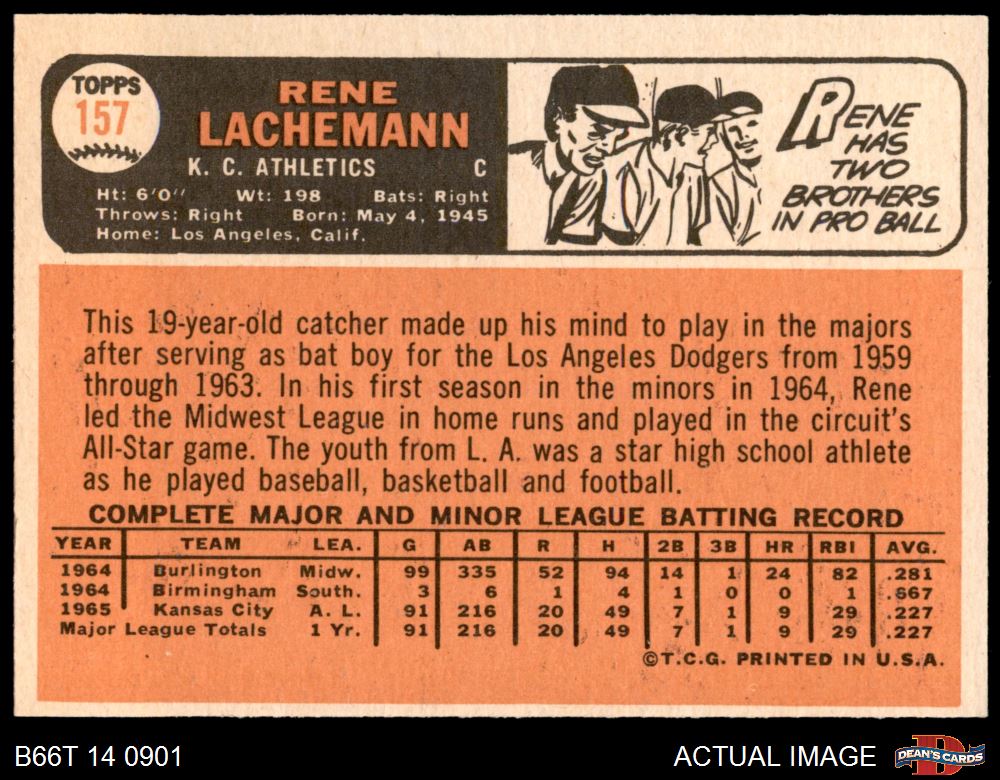 TOPPS
157
RENE
LACHEMANN
K. C. ATHLETICS C
Ht: 6'0" Wt: 198 Bats: Right
Throws: Right Born: May 4, 1945
Home: Los Angeles, Calif.
RENE
HAS
TWO
BROTHERS
IN PRO BALL
This 19-year-old catcher made up his mind to play in the majors
after serving as bat boy for the Los Angeles Dodgers from 1959
through 1963. In his first season in the minors in 1964, Rene
led the Midwest League in home runs and played in the circuit's
All-Star game. The youth from L. A. was a star high school athlete
as he played baseball, basketball and football.
COMPLETE MAJOR AND MINOR LEAGUE BATTING RECORD
YEAR TEAM LEA. G AB R H 2B 3B HR RBI AVG.
1964 Burlington Midw. 99 335 52 94 14 1 24 82 .281
1964 Birmingham South. 3 6 1 4 1 0 0 1 .667
1965 Kansas City A. L. 91 216 20 49 7 1 9 29 .227
Major League Totals 1 Yr. 91 216 20 49 7 1 9 29 .227
©T.C.G. PRINTED IN U.S.A.
B66T 14 0901
ACTUAL IMAGE
DEAN'S CARDS